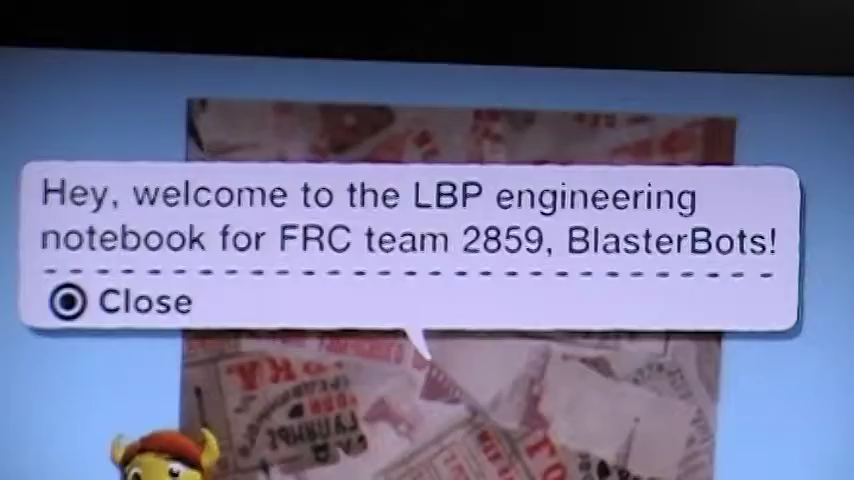 Hey, welcome to the LBP engineering
notebook for FRC team 2859, BlasterBots!
Close